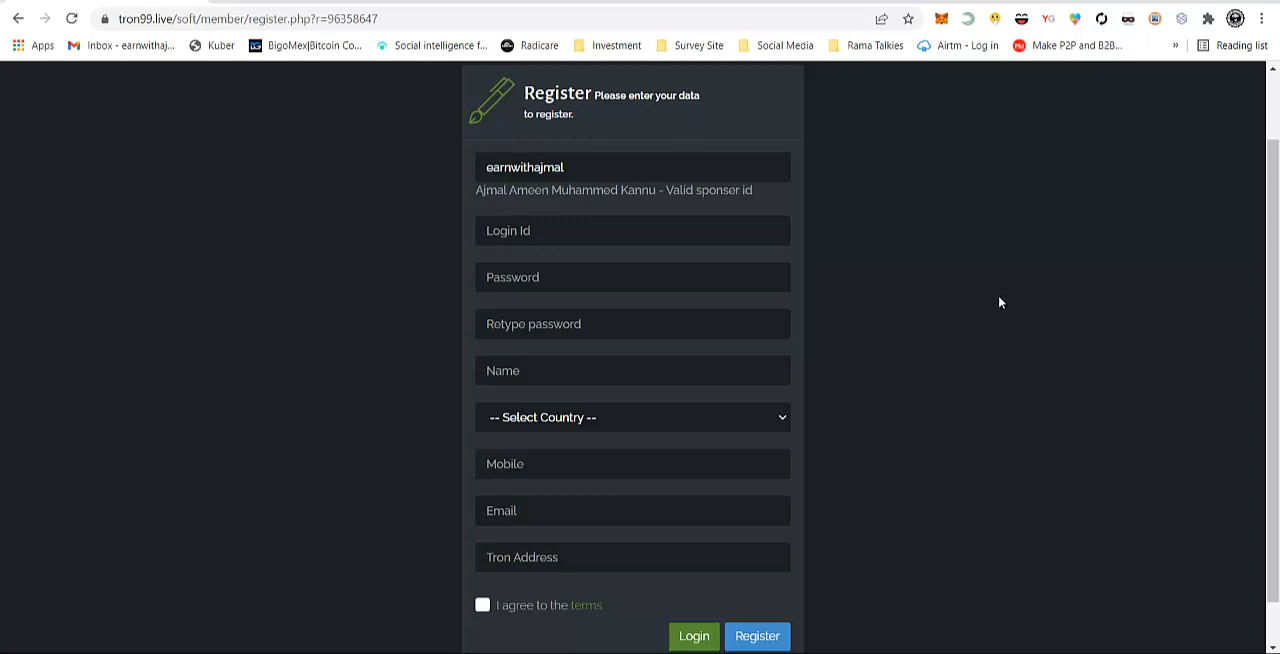 tron99.live/soft/member/register.php?r=96358647
Apps Inbox - earnwithaj... Kuber BigoMex|Bitcoin Co... Social intelligence f... Radicare Investment Survey Site Social Media Rama Talkies Airtm - Log in Make P2P and B2B... » Reading list
Register Please enter your data
to register.
earnwithajmal
Ajmal Ameen Muhammed Kannu - Valid sponser id
Login Id
Password
Retype password
Name
-- Select Country --
Mobile
Email
Tron Address
I agree to the terms
Login Register